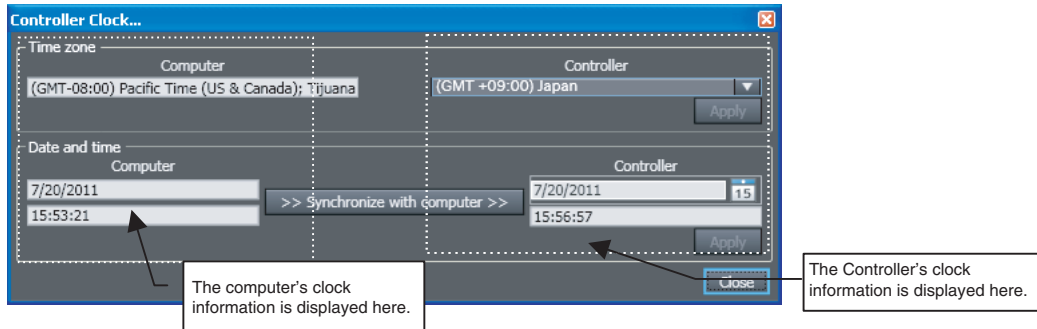 Controller Clock...
Time zone
Computer
Controller
(GMT-08:00) Pacific Time (US & Canada); Tijuana
(GMT +09:00) Japan
Apply
Date and time
Computer
Controller
7/20/2011
>> Synchronize with computer >>
7/20/2011
15
15:53:21
15:56:57
Apply
Close
The computer's clock
information is displayed here.
The Controller's clock
information is displayed here.